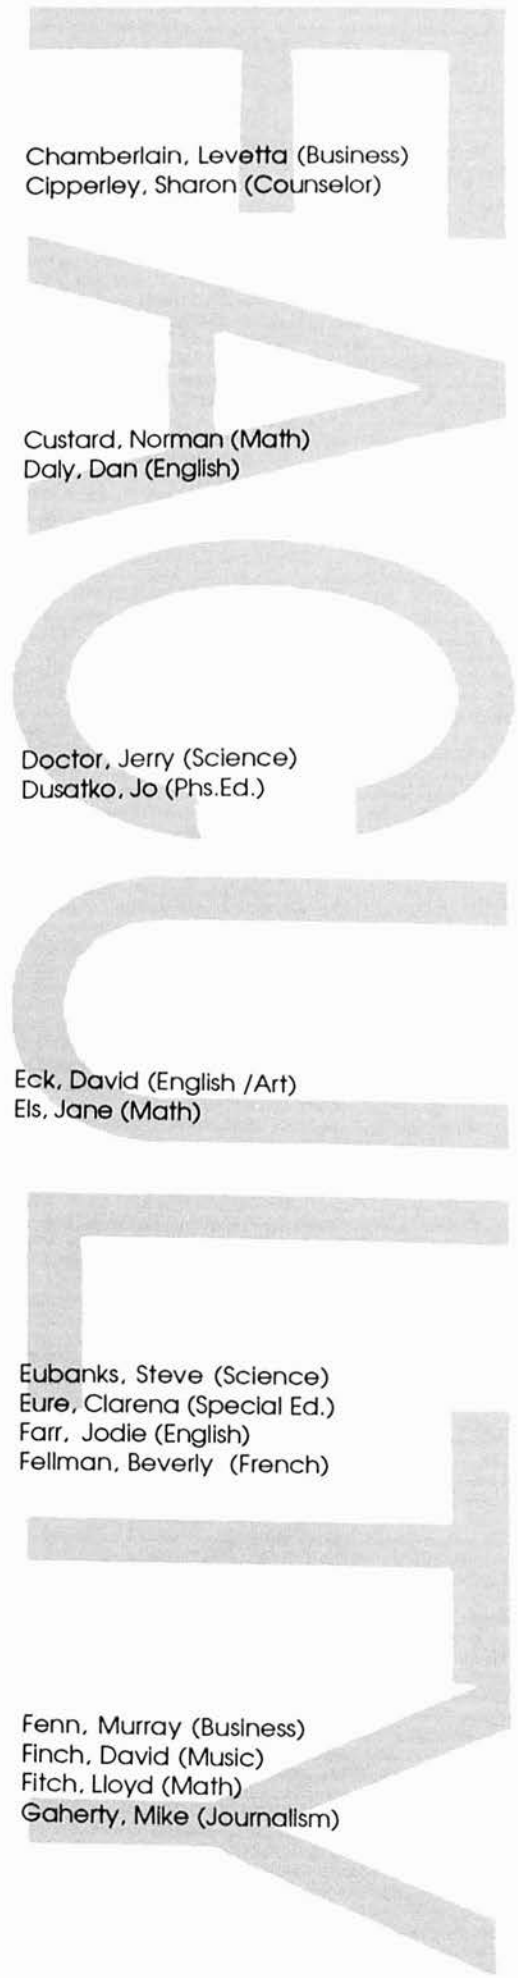 FACULTY
Chamberlain, Levetta (Business)
Cipperley, Sharon (Counselor)
Custard, Norman (Math)
Daly, Dan (English)
Doctor, Jerry (Science)
Dusatko, Jo (Phs.Ed.)
Eck, David (English /Art)
Els, Jane (Math)
Eubanks, Steve (Science)
Eure, Clarena (Special Ed.)
Farr, Jodie (English)
Fellman, Beverly (French)
Fenn, Murray (Business)
Finch, David (Music)
Fitch, Lloyd (Math)
Gaherty, Mike (Journalism)